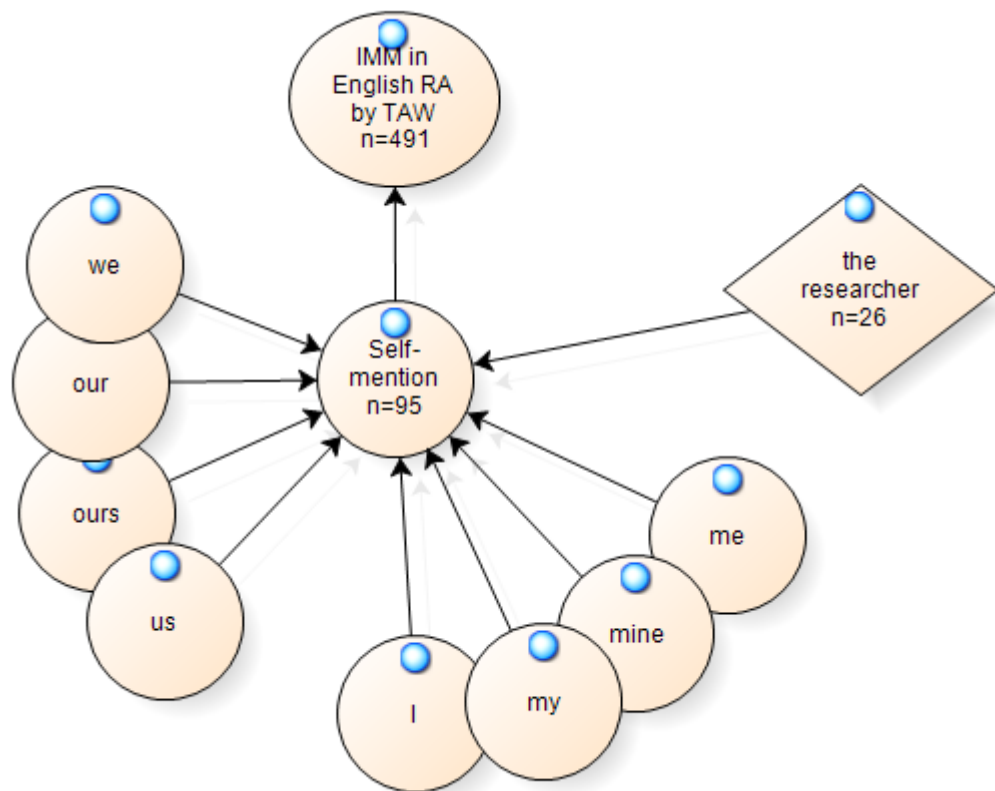 IMM in
English RA
by TAW
n=491
we
our
ours
us
Self-
mention
n=95
the
researcher
n=26
me
mine
my
I